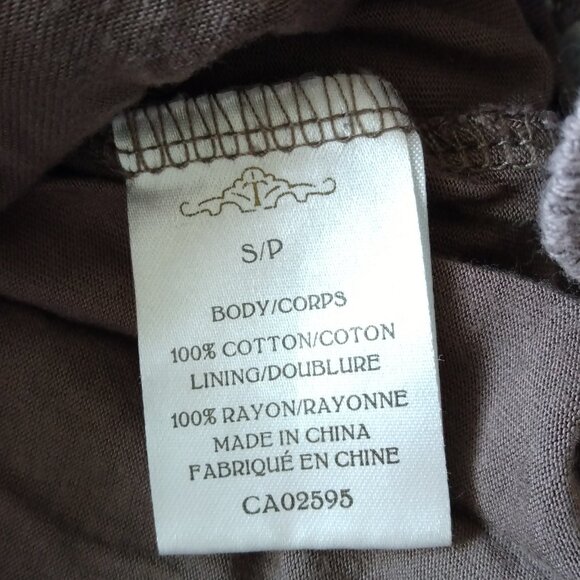 T
S/P
BODY/CORPS
100% COTTON/COTON
LINING/DOUBLURE
100% RAYON/RAYONNE
MADE IN CHINA
FABRIQUÉ EN CHINE
CA02595